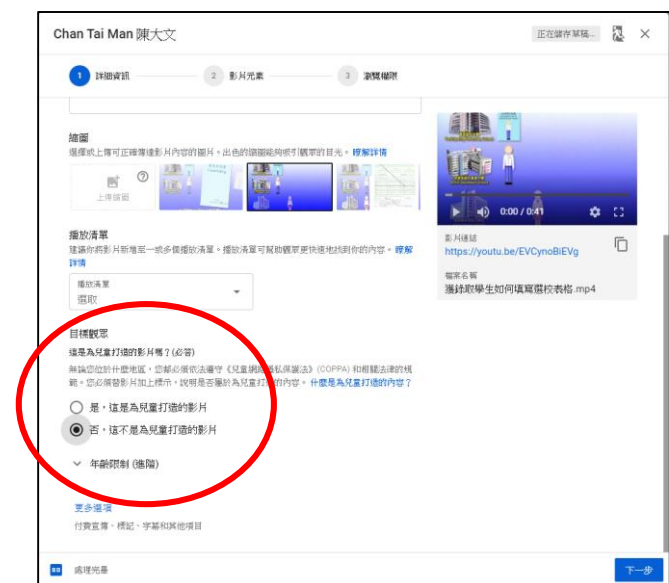 Chan Tai Man 陳大文
正在儲存草稿...
1 詳細資訊
2 影片元素
3 瀏覽權限
縮圖
選擇或上傳可正確傳達影片內容的圖片。出色的縮圖能夠吸引觀眾的目光。瞭解詳情
上傳縮圖
0:00 / 0:41
影片連結
https://youtu.be/EVCynoBiEVg
檔案名稱
獲錄取學生如何填寫選校表格.mp4
播放清單
建議你將影片新增至一或多個播放清單。播放清單可幫助觀眾更快速地找到你的內容。瞭解
詳情
播放清單
選取
目標觀眾
這是為兒童打造的影片嗎？(必答)
無論您位於什麼地區，您都必須依法遵守《兒童網路隱私保護法》(COPPA) 和相關法律的規
範。您必須替影片加上標示，說明是否屬於為兒童打造的內容。什麼是為兒童打造的內容？
是，這是為兒童打造的影片
否，這不是為兒童打造的影片
年齡限制 (進階)
更多選項
付費宣傳、標記、字幕和其他項目
處理完畢
下一步